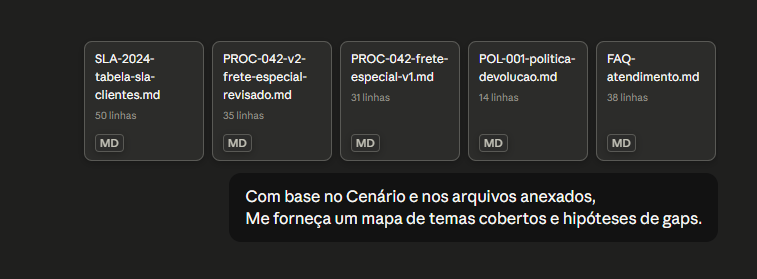 SLA-2024-
tabela-sla-
clientes.md
50 linhas
MD
PROC-042-v2-
frete-especial-
revisado.md
35 linhas
MD
PROC-042-frete-
especial-v1.md
31 linhas
MD
POL-001-politica-
devolucao.md
14 linhas
MD
FAQ-
atendimento.md
38 linhas
MD
Com base no Cenário e nos arquivos anexados,
Me forneça um mapa de temas cobertos e hipóteses de gaps.